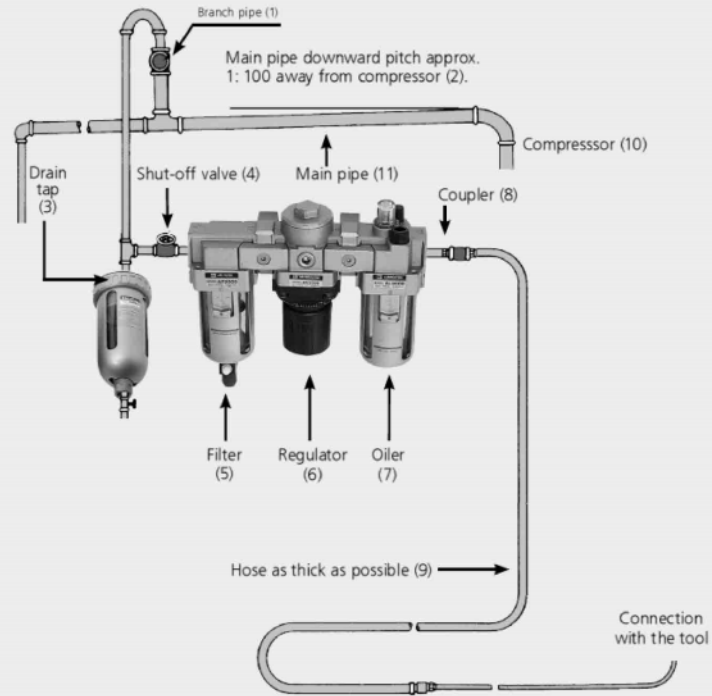 Branch pipe (1)
Main pipe downward pitch approx.
1: 100 away from compressor (2).
Compresssor (10)
Drain
tap
(3)
Shut-off valve (4)
Main pipe (11)
Coupler (8)
Filter
(5)
Regulator
(6)
Oiler
(7)
Hose as thick as possible (9)
Connection
with the tool